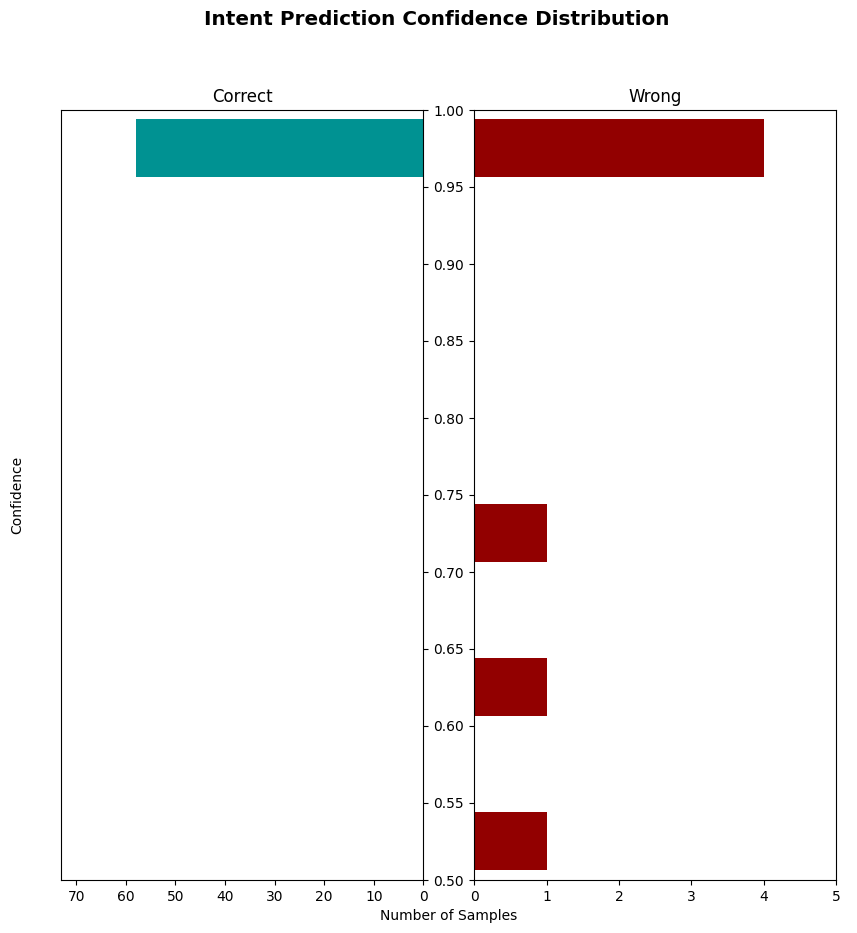 Intent Prediction Confidence Distribution
Correct
Wrong
1.00
0.95
0.90
0.85
0.80
0.75
0.70
0.65
0.60
0.55
0.50
Confidence
70 60 50 40 30 20 10 0
0 1 2 3 4 5
Number of Samples